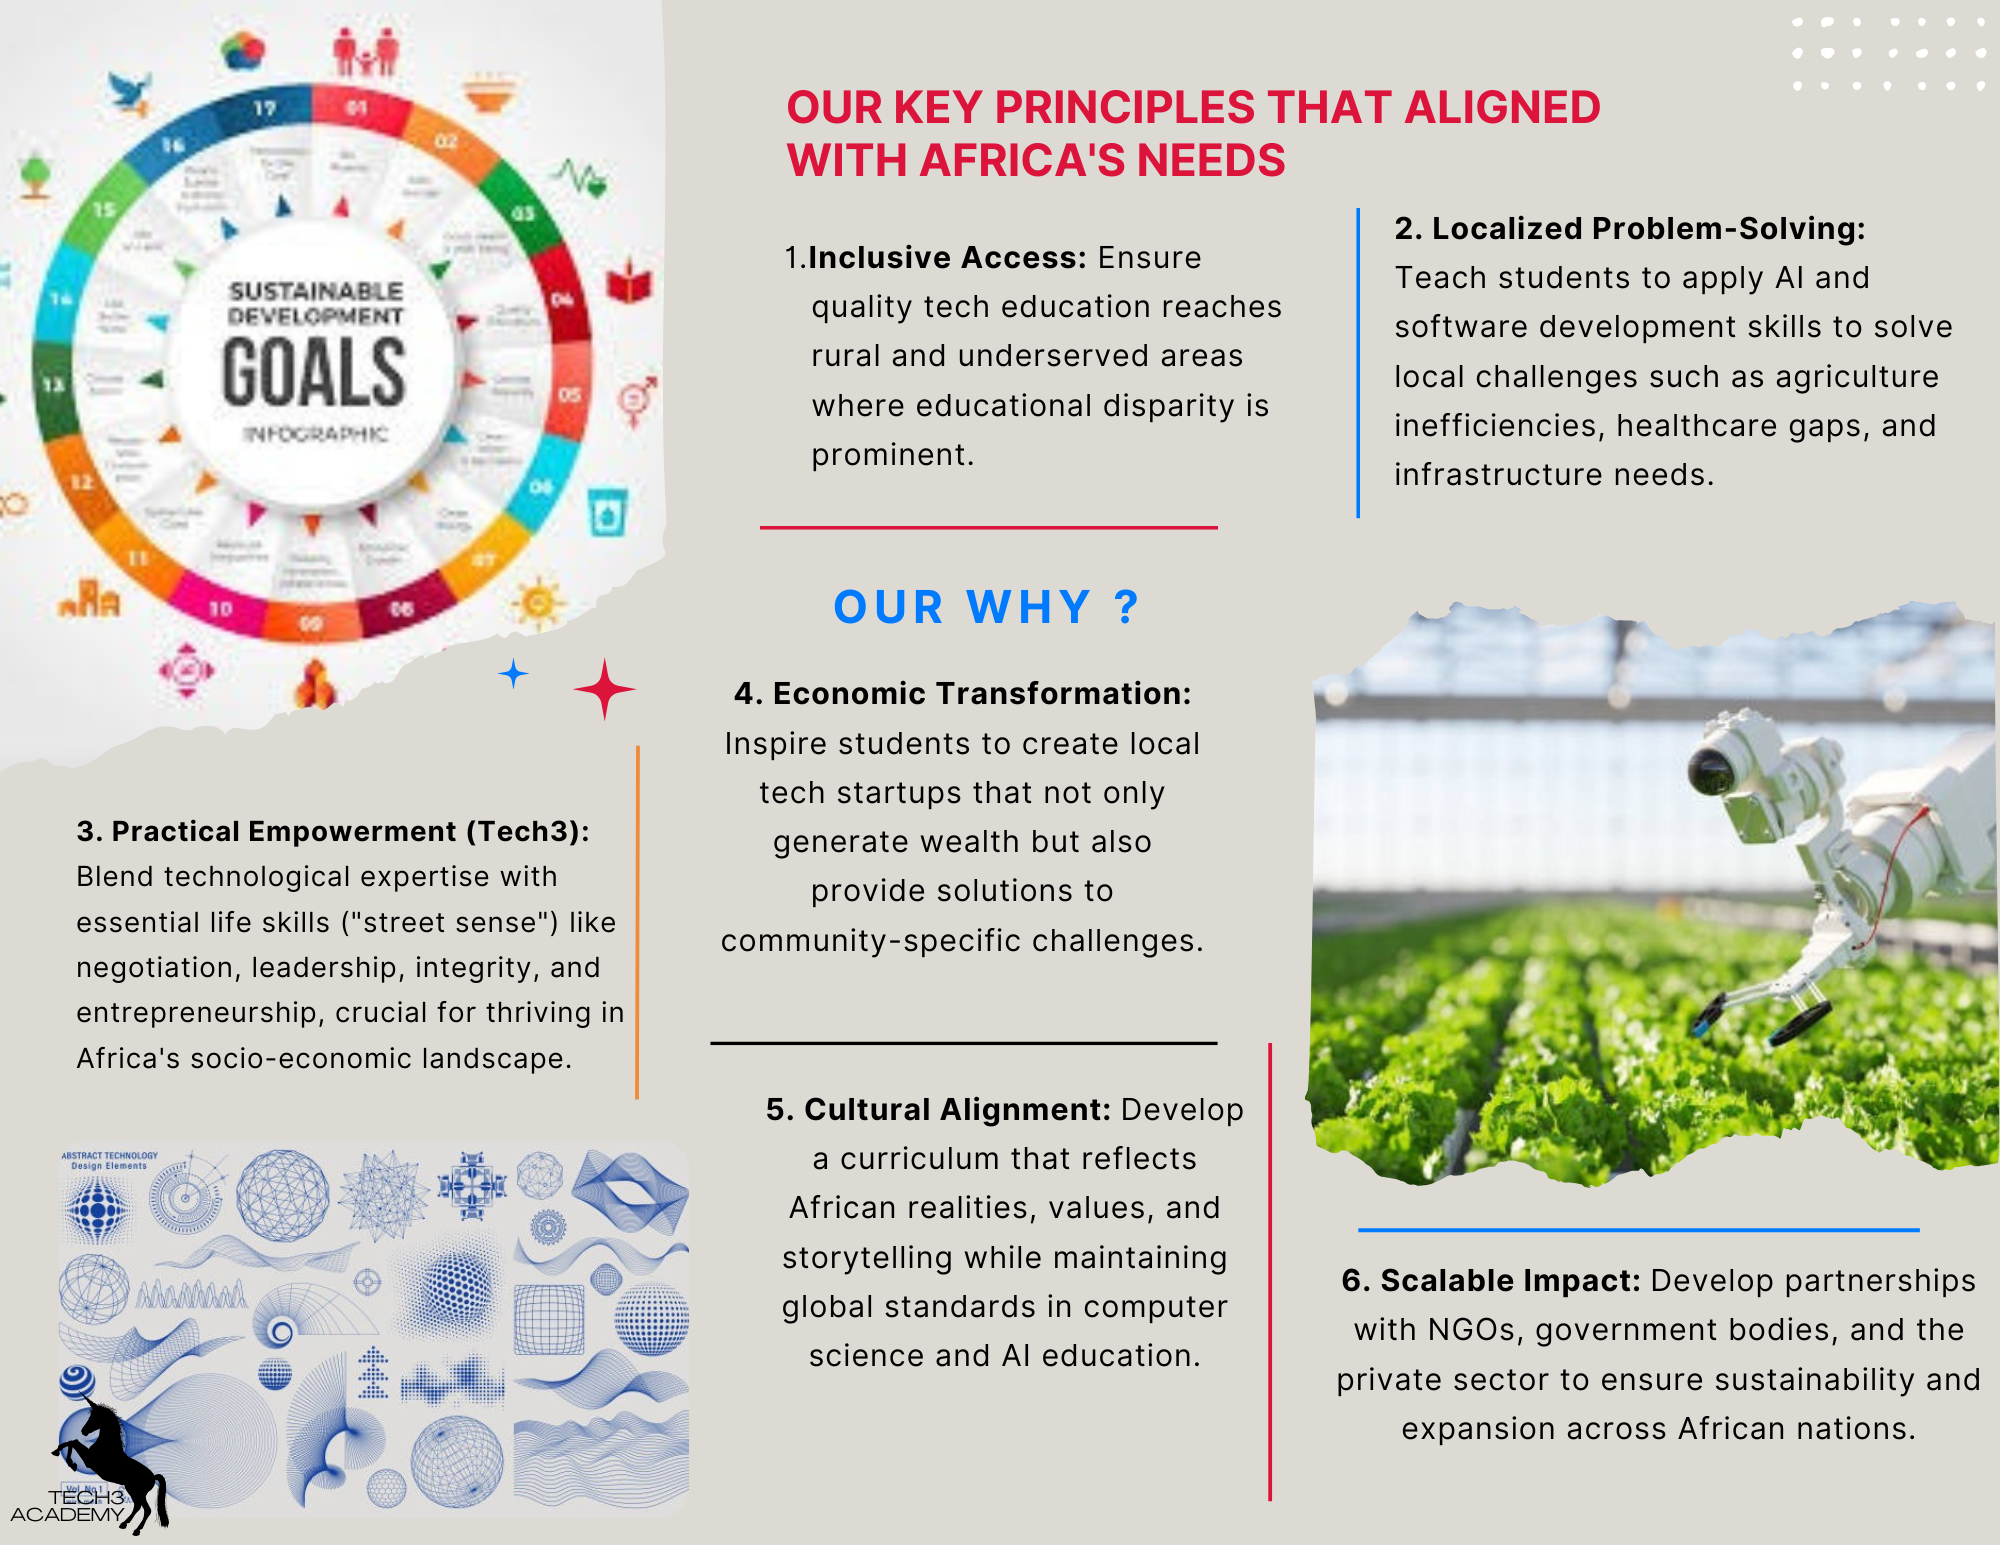 17
01
16
02
15
03
14
04
13
05
12
06
11
07
10
09
08
SUSTAINABLE
DEVELOPMENT
GOALS
INFOGRAPHIC
OUR KEY PRINCIPLES THAT ALIGNED
WITH AFRICA'S NEEDS
1.Inclusive Access: Ensure
quality tech education reaches
rural and underserved areas
where educational disparity is
prominent.
2. Localized Problem-Solving:
Teach students to apply AI and
software development skills to solve
local challenges such as agriculture
inefficiencies, healthcare gaps, and
infrastructure needs.
OUR WHY ?
3. Practical Empowerment (Tech3):
Blend technological expertise with
essential life skills ("street sense") like
negotiation, leadership, integrity, and
entrepreneurship, crucial for thriving in
Africa's socio-economic landscape.
4. Economic Transformation:
Inspire students to create local
tech startups that not only
generate wealth but also
provide solutions to
community-specific challenges.
5. Cultural Alignment: Develop
a curriculum that reflects
African realities, values, and
storytelling while maintaining
global standards in computer
science and AI education.
6. Scalable Impact: Develop partnerships
with NGOs, government bodies, and the
private sector to ensure sustainability and
expansion across African nations.
ABSTRACT TECHNOLOGY
Design Elements
Vol. No 1
TECH3
ACADEMY